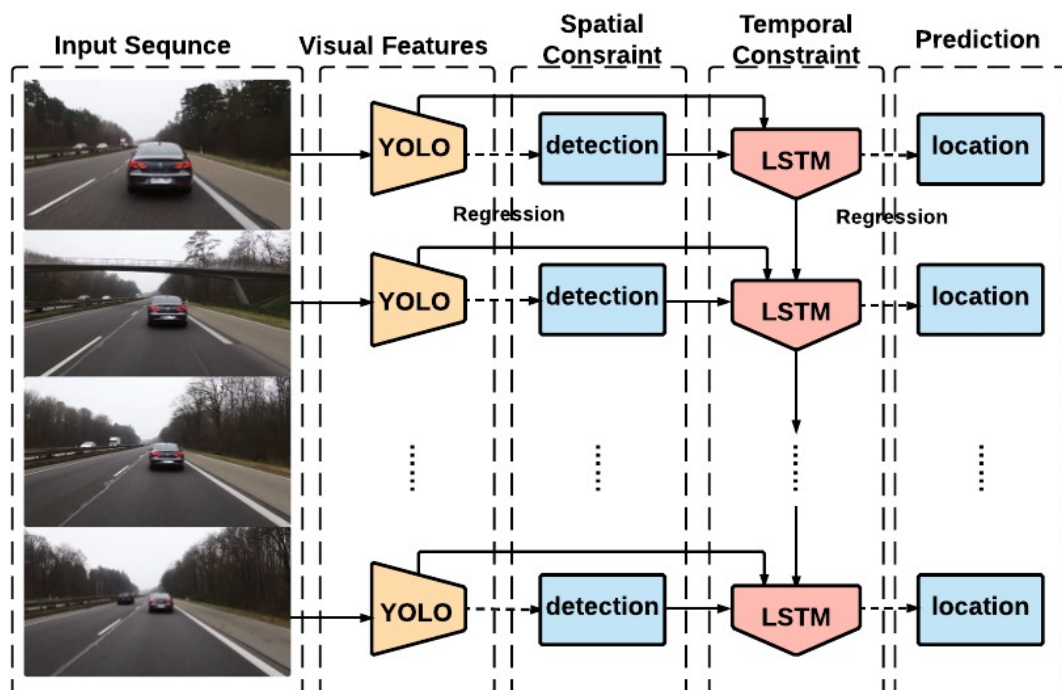 Input Sequnce
Visual Features
Spatial
Consraint
Temporal
Constraint
Prediction
YOLO
detection
LSTM
location
Regression
Regression
YOLO
detection
LSTM
location
YOLO
detection
LSTM
location